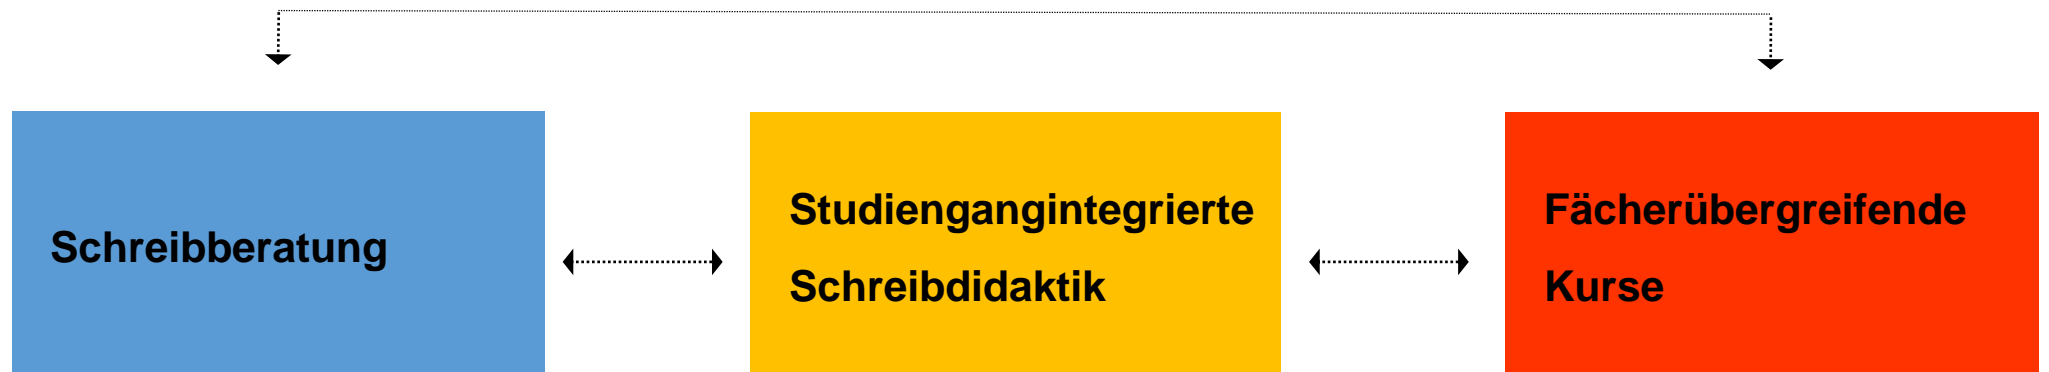 Schreibberatung
Studiengangintegrierte
Schreibdidaktik
Fächerübergreifende
Kurse